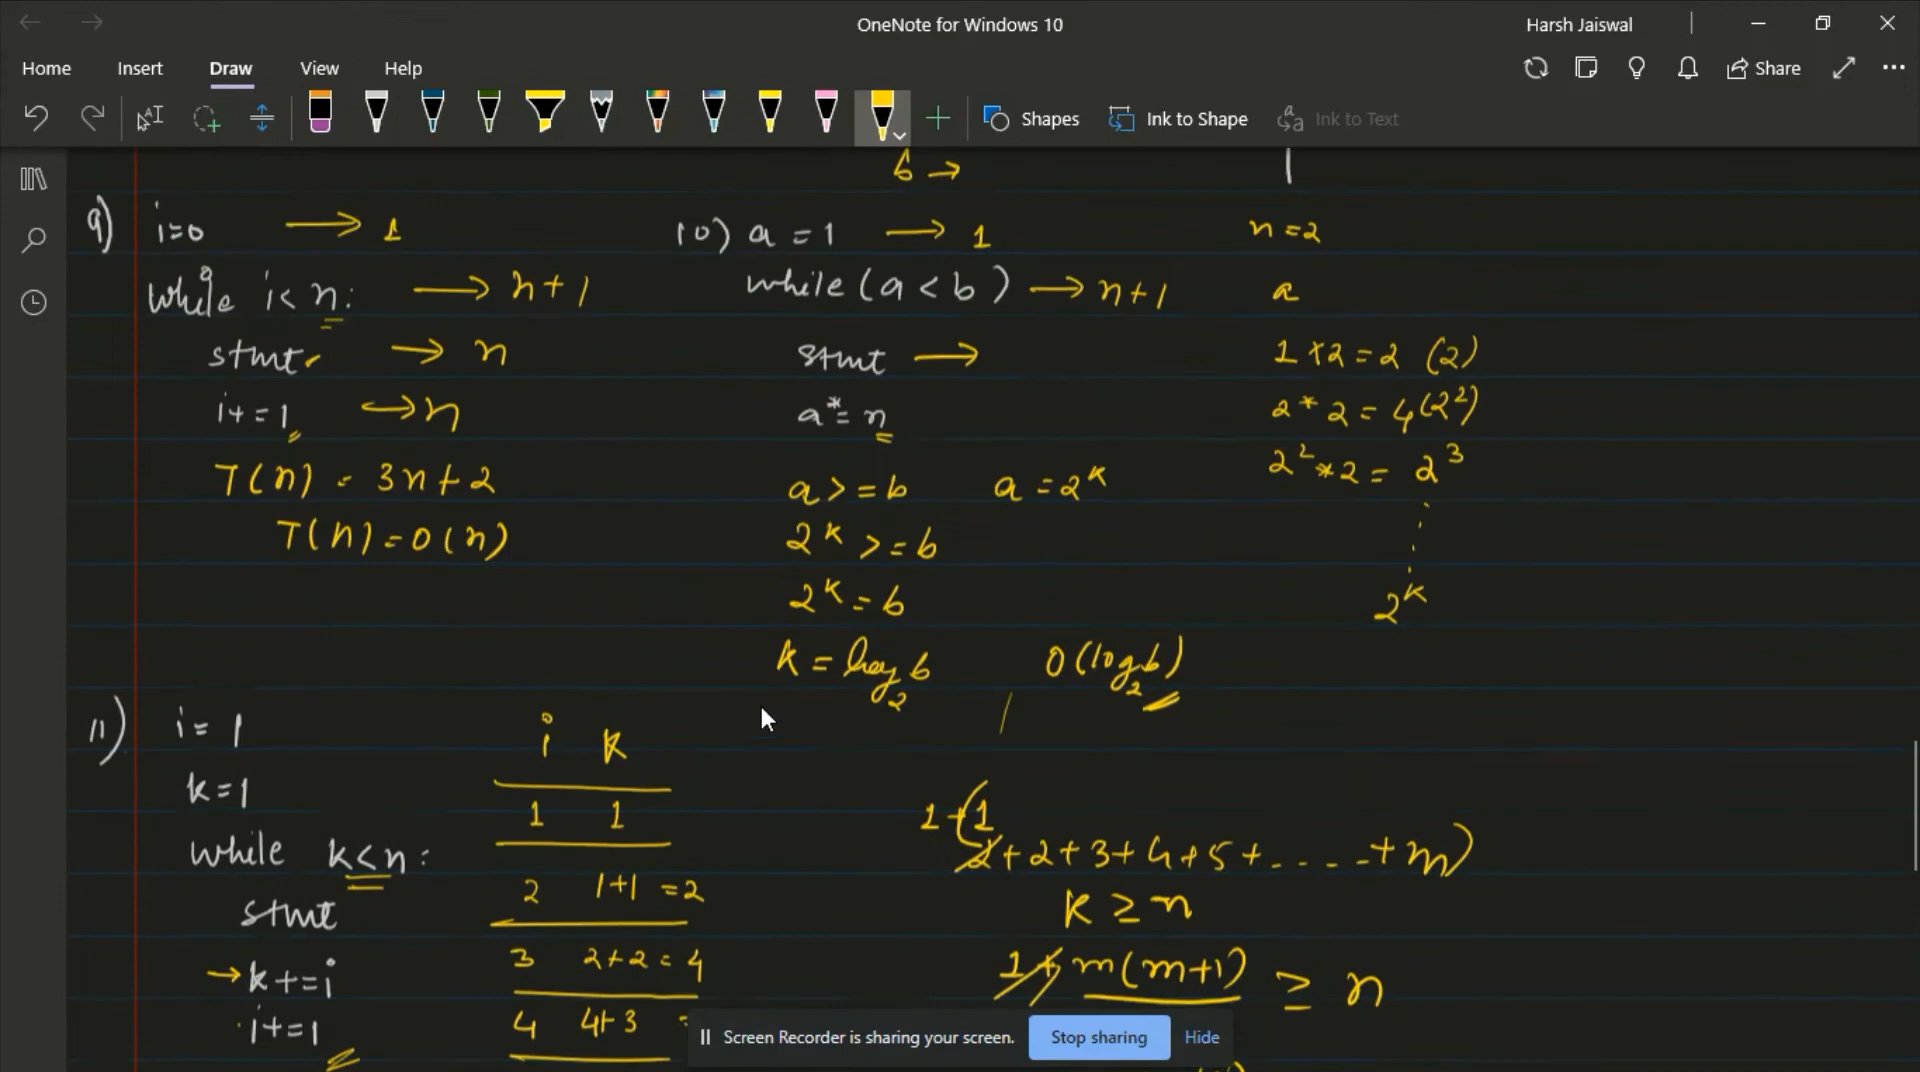 OneNote for Windows 10
Harsh Jaiswal
Home Insert Draw View Help
Share
Shapes Ink to Shape Ink to Text
6 →
9) i=0 → 1
while i< n: → n+1
stmt → n
i+=1 → n
T(n) = 3n+2
T(n) = O(n)
10) a = 1 → 1
while (a < b) → n+1
stmt →
a*= n
a >= b a = 2^k
2^k >= b
2^k = b
k = log₂ b O(log₂ b)
n = 2
a
1 * 2 = 2 (2)
2 * 2 = 4 (2²)
2² * 2 = 2³
2^k
11) i = 1
k = 1
while k<n:
stmt
→ k+=i
i+=1
i k
1 1
2 1+1 = 2
3 2+2 = 4
4 4+3 =
1+(1
2+2+3+4+5+.....+m)
k ≥ n
1+ m(m+1) ≥ n
Screen Recorder is sharing your screen. Stop sharing Hide